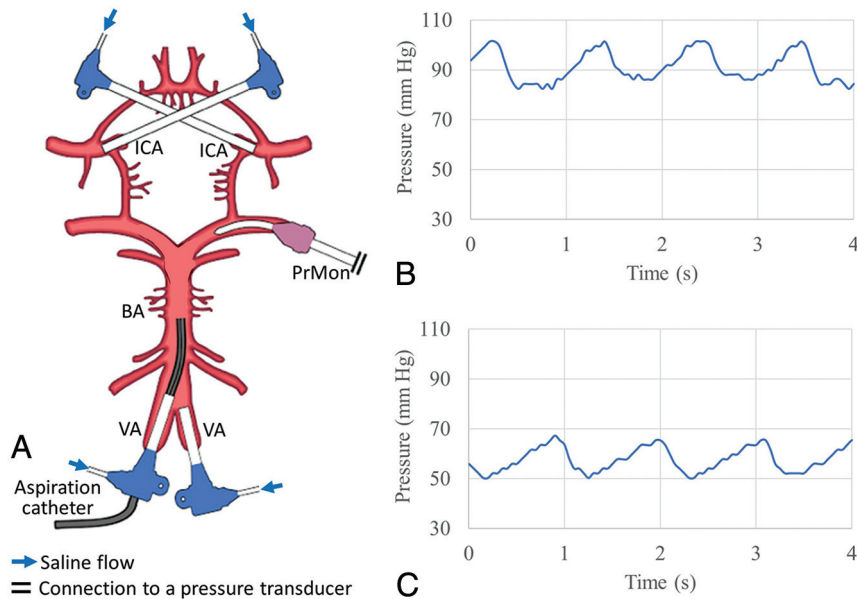 ICA
ICA
PrMon
BA
VA
VA
A
Aspiration
catheter
Saline flow
Connection to a pressure transducer
110
90
70
50
30
Pressure (mm Hg)
0 1 2 3 4
Time (s)
B
110
90
70
50
30
Pressure (mm Hg)
0 1 2 3 4
Time (s)
C